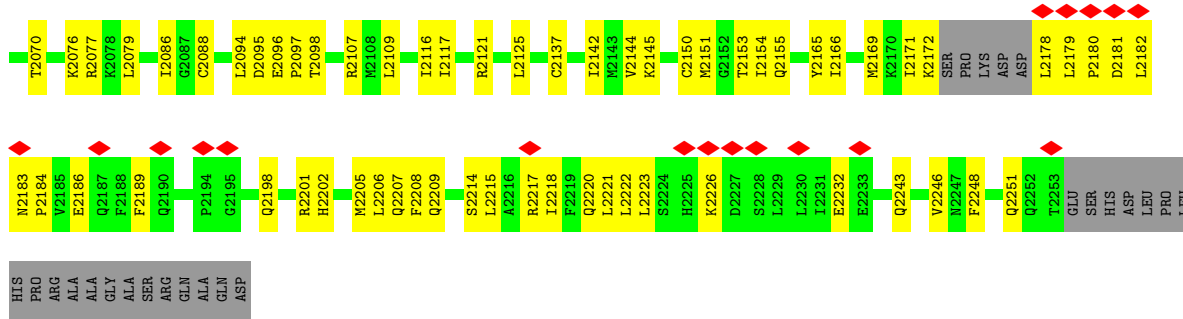 T2070 K2076 R2077 K2078 L2079 I2086 G2087 C2088 L2094 D2095 E2096 P2097 T2098 R2107 M2108 L2109 I2116 I2117 R2121 L2125 C2137 I2142 M2143 V2144 K2145 C2150 M2151 G2152 T2153 I2154 Q2155 Y2165 I2166 M2169 K2170 I2171 K2172 SER PRO LYS ASP ASP L2178 L2179 P2180 D2181 L2182
N2183 P2184 V2185 E2186 Q2187 F2188 F2189 Q2190 P2194 G2195 Q2198 R2201 H2202 M2205 L2206 Q2207 F2208 Q2209 S2214 L2215 A2216 R2217 I2218 F2219 Q2220 L2221 L2222 L2223 S2224 H2225 K2226 D2227 S2228 L2229 L2230 I2231 E2232 E2233 Q2243 V2246 N2247 F2248 Q2251 Q2252 T2253 GLU SER HIS ASP LEU PRO LEU
HIS PRO ARG ALA ALA GLY ALA SER ARG GLN ALA GLN ASP